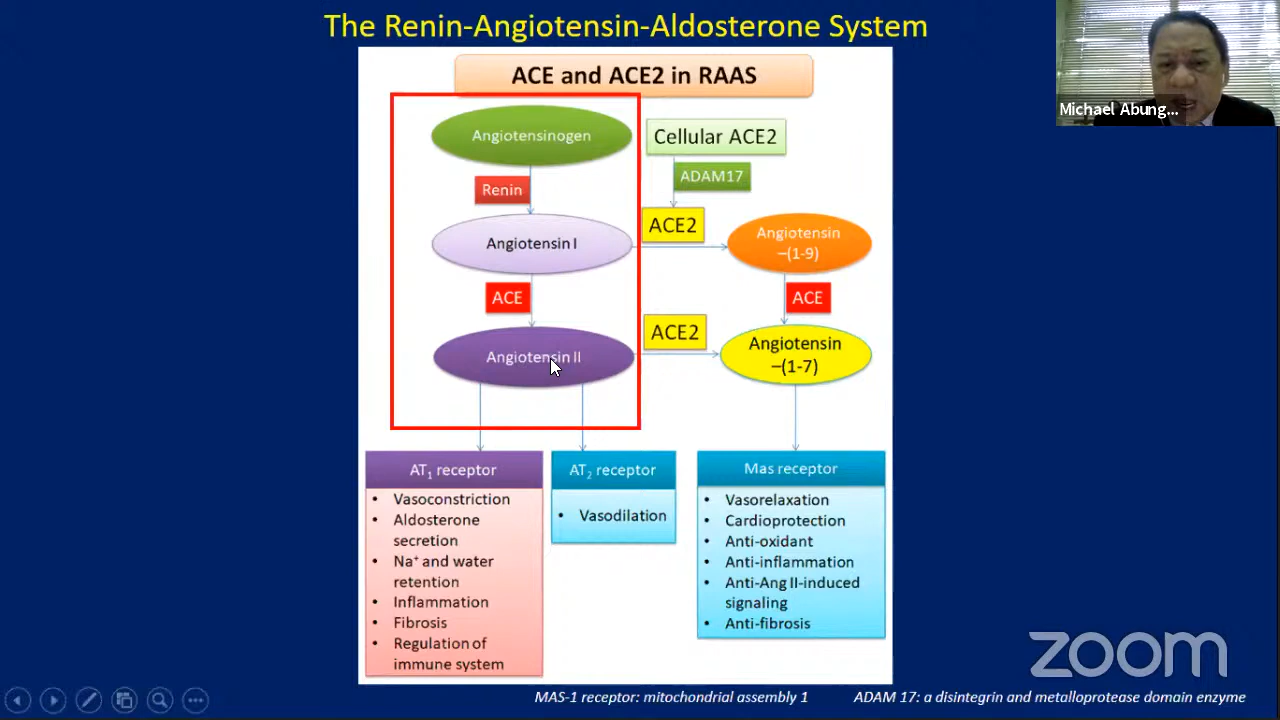 The Renin-Angiotensin-Aldosterone System
Michael Abung...
ACE and ACE2 in RAAS
Angiotensinogen
Cellular ACE2
Renin
ADAM17
ACE2
Angiotensin I
Angiotensin
–(1-9)
ACE
ACE
ACE2
Angiotensin II
Angiotensin
–(1-7)
AT1 receptor
• Vasoconstriction
• Aldosterone
secretion
• Na⁺ and water
retention
• Inflammation
• Fibrosis
• Regulation of
immune system
AT2 receptor
• Vasodilation
Mas receptor
• Vasorelaxation
• Cardioprotection
• Anti-oxidant
• Anti-inflammation
• Anti-Ang II-induced
signaling
• Anti-fibrosis
zoom
MAS-1 receptor: mitochondrial assembly 1
ADAM 17: a disintegrin and metalloprotease domain enzyme